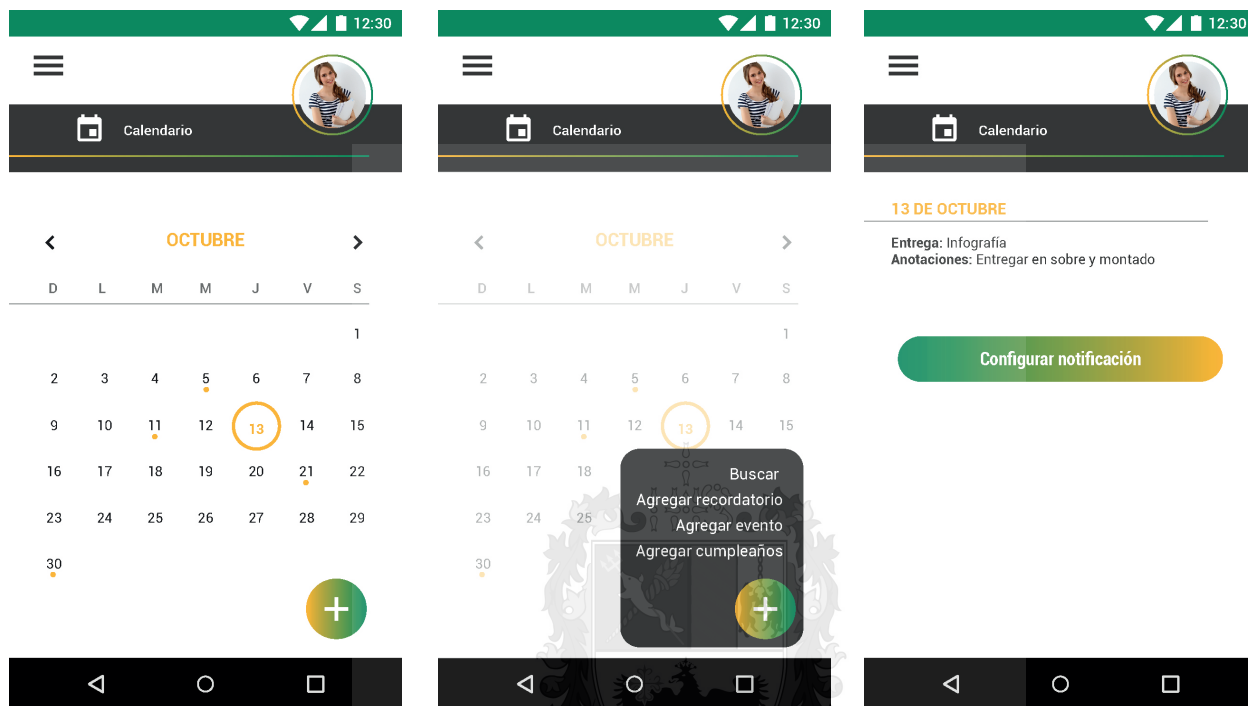 12:30
Calendario
OCTUBRE
D L M M J V S
1
2 3 4 5 6 7 8
9 10 11 12 13 14 15
16 17 18 19 20 21 22
23 24 25 26 27 28 29
30
12:30
Calendario
OCTUBRE
D L M M J V S
1
2 3 4 5 6 7 8
9 10 11 12 13 14 15
16 17 18
23 24 25
30
Buscar
Agregar recordatorio
Agregar evento
Agregar cumpleaños
12:30
Calendario
13 DE OCTUBRE
Entrega: Infografía
Anotaciones: Entregar en sobre y montado
Configurar notificación